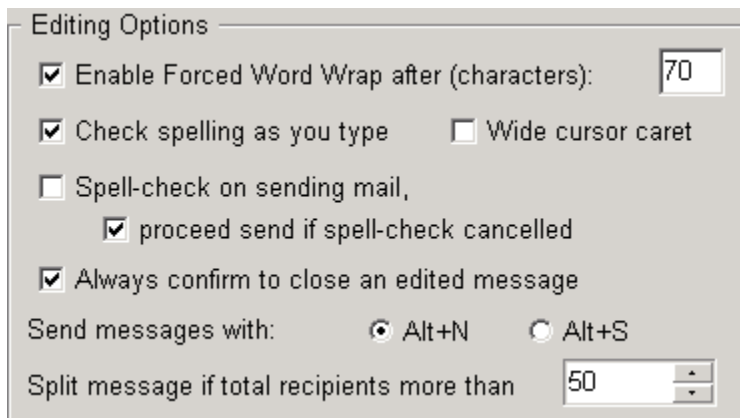 Editing Options
Enable Forced Word Wrap after (characters): 70
Check spelling as you type Wide cursor caret
Spell-check on sending mail,
proceed send if spell-check cancelled
Always confirm to close an edited message
Send messages with: Alt+N Alt+S
Split message if total recipients more than 50